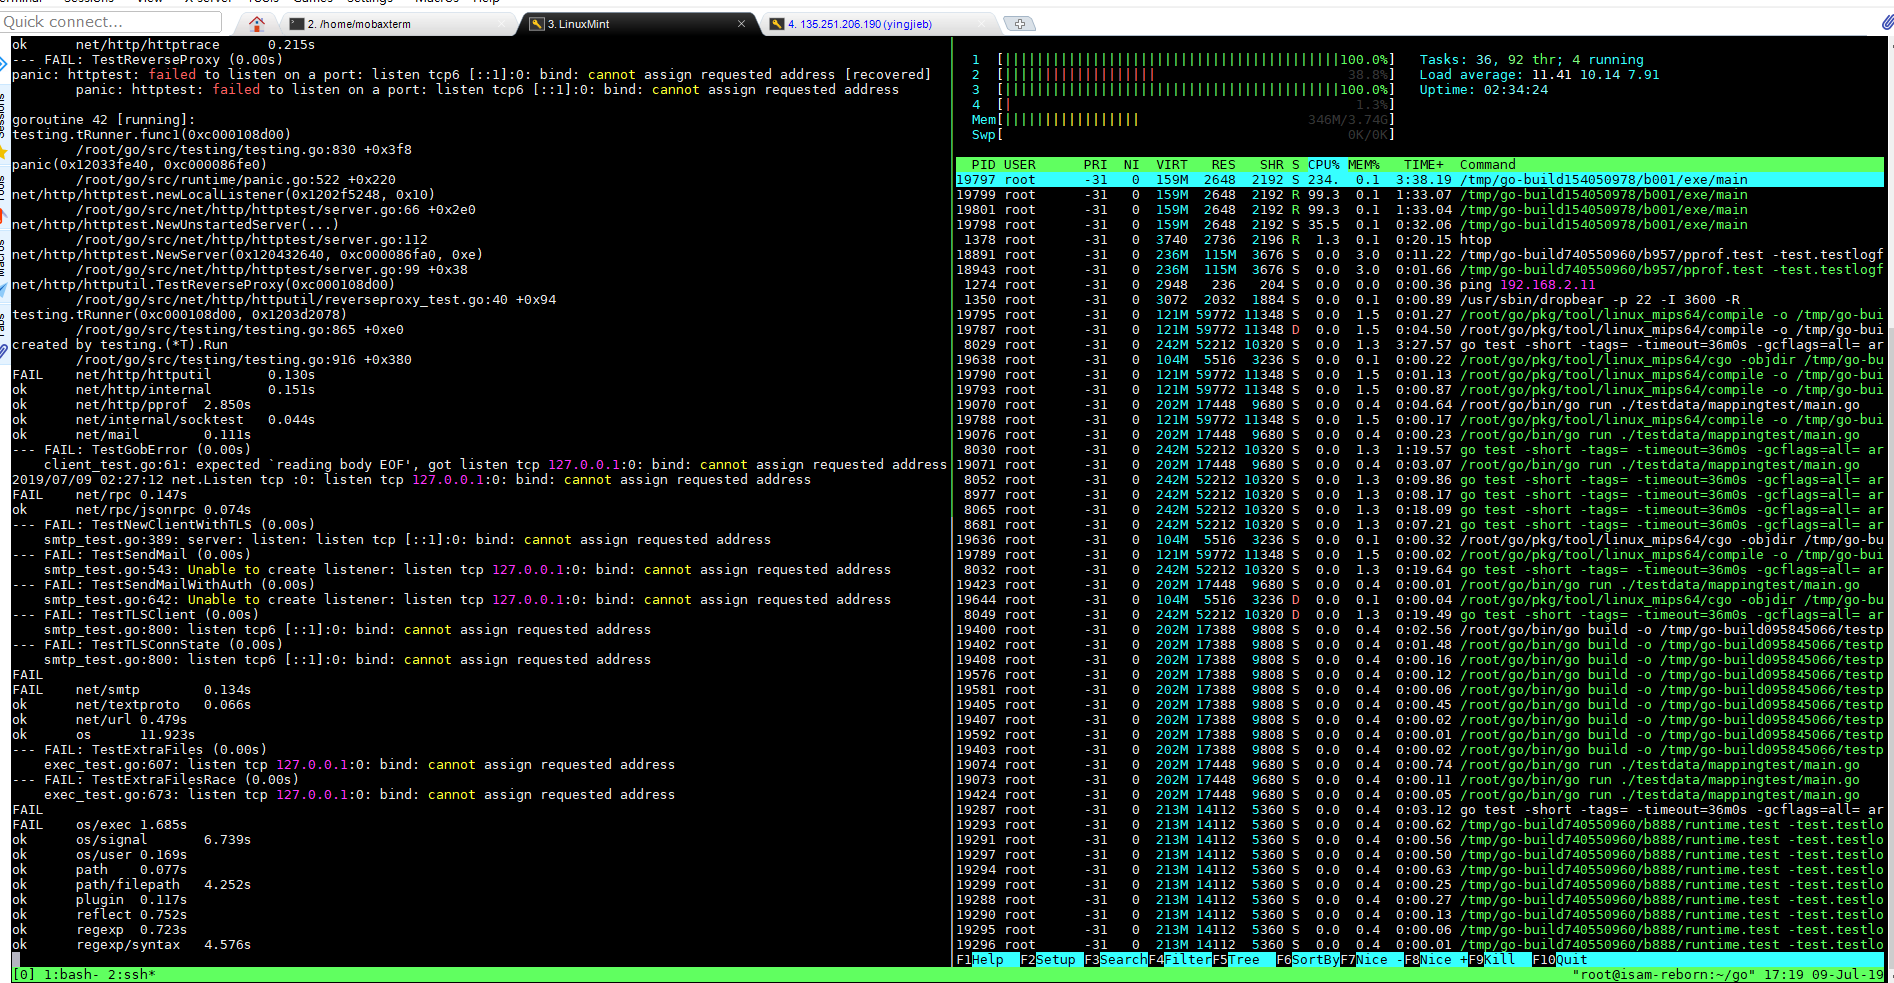 Terminal Sessions View X server Tools Games Settings Macros Help
Quick connect...
2. /home/mobaxterm
3. LinuxMint
4. 135.251.206.190 (yingjieb)
ok net/http/httptrace 0.215s
--- FAIL: TestReverseProxy (0.00s)
panic: httptest: failed to listen on a port: listen tcp6 [::1]:0: bind: cannot assign requested address [recovered]
panic: httptest: failed to listen on a port: listen tcp6 [::1]:0: bind: cannot assign requested address
goroutine 42 [running]:
testing.tRunner.func1(0xc000108d00)
/root/go/src/testing/testing.go:830 +0x3f8
panic(0x12033fe40, 0xc000086fe0)
/root/go/src/runtime/panic.go:522 +0x220
net/http/httptest.newLocalListener(0x1202f5248, 0x10)
/root/go/src/net/http/httptest/server.go:66 +0x2e0
net/http/httptest.NewUnstartedServer(...)
/root/go/src/net/http/httptest/server.go:112
net/http/httptest.NewServer(0x120432640, 0xc000086fa0, 0xe)
/root/go/src/net/http/httptest/server.go:99 +0x38
net/http/httputil.TestReverseProxy(0xc000108d00)
/root/go/src/net/http/httputil/reverseproxy_test.go:40 +0x94
testing.tRunner(0xc000108d00, 0x1203d2078)
/root/go/src/testing/testing.go:865 +0xe0
created by testing.(*T).Run
/root/go/src/testing/testing.go:916 +0x380
FAIL net/http/httputil 0.130s
ok net/http/internal 0.151s
ok net/http/pprof 2.850s
ok net/internal/socktest 0.044s
ok net/mail 0.111s
--- FAIL: TestGobError (0.00s)
client_test.go:61: expected `reading body EOF', got listen tcp 127.0.0.1:0: bind: cannot assign requested address
2019/07/09 02:27:12 net.Listen tcp :0: listen tcp 127.0.0.1:0: bind: cannot assign requested address
FAIL net/rpc 0.147s
ok net/rpc/jsonrpc 0.074s
--- FAIL: TestNewClientWithTLS (0.00s)
smtp_test.go:389: server: listen: listen tcp [::1]:0: bind: cannot assign requested address
--- FAIL: TestSendMail (0.00s)
smtp_test.go:543: Unable to create listener: listen tcp 127.0.0.1:0: bind: cannot assign requested address
--- FAIL: TestSendMailWithAuth (0.00s)
smtp_test.go:642: Unable to create listener: listen tcp 127.0.0.1:0: bind: cannot assign requested address
--- FAIL: TestTLSClient (0.00s)
smtp_test.go:800: listen tcp6 [::1]:0: bind: cannot assign requested address
--- FAIL: TestTLSConnState (0.00s)
smtp_test.go:800: listen tcp6 [::1]:0: bind: cannot assign requested address
FAIL
FAIL net/smtp 0.134s
ok net/textproto 0.066s
ok net/url 0.479s
ok os 11.923s
--- FAIL: TestExtraFiles (0.00s)
exec_test.go:607: listen tcp 127.0.0.1:0: bind: cannot assign requested address
--- FAIL: TestExtraFilesRace (0.00s)
exec_test.go:673: listen tcp 127.0.0.1:0: bind: cannot assign requested address
FAIL
FAIL os/exec 1.685s
ok os/signal 6.739s
ok os/user 0.169s
ok path 0.077s
ok path/filepath 4.252s
ok plugin 0.117s
ok reflect 0.752s
ok regexp 0.723s
ok regexp/syntax 4.576s
1 [100.0%] Tasks: 36, 92 thr; 4 running
2 [38.8%] Load average: 11.41 10.14 7.91
3 [100.0%] Uptime: 02:34:24
4 [1.3%]
Mem[346M/3.74G]
Swp[0K/0K]
PID USER PRI NI VIRT RES SHR S CPU% MEM% TIME+ Command
19797 root -31 0 159M 2648 2192 S 234. 0.1 3:38.19 /tmp/go-build154050978/b001/exe/main
19799 root -31 0 159M 2648 2192 R 99.3 0.1 1:33.07 /tmp/go-build154050978/b001/exe/main
19801 root -31 0 159M 2648 2192 R 99.3 0.1 1:33.04 /tmp/go-build154050978/b001/exe/main
19798 root -31 0 159M 2648 2192 S 35.5 0.1 0:32.06 /tmp/go-build154050978/b001/exe/main
1378 root -31 0 3740 2736 2196 R 1.3 0.1 0:20.15 htop
18891 root -31 0 236M 115M 3676 S 0.0 3.0 0:11.22 /tmp/go-build740550960/b957/pprof.test -test.testlogf
18943 root -31 0 236M 115M 3676 S 0.0 3.0 0:01.66 /tmp/go-build740550960/b957/pprof.test -test.testlogf
1274 root -31 0 2948 236 204 S 0.0 0.0 0:00.36 ping 192.168.2.11
1350 root -31 0 3072 2032 1884 S 0.0 0.1 0:00.89 /usr/sbin/dropbear -p 22 -I 3600 -R
19795 root -31 0 121M 59772 11348 S 0.0 1.5 0:01.27 /root/go/pkg/tool/linux_mips64/compile -o /tmp/go-bui
19787 root -31 0 121M 59772 11348 D 0.0 1.5 0:04.50 /root/go/pkg/tool/linux_mips64/compile -o /tmp/go-bui
8029 root -31 0 242M 52212 10320 S 0.0 1.3 3:27.57 go test -short -tags= -timeout=36m0s -gcflags=all= ar
19638 root -31 0 104M 5516 3236 S 0.0 0.1 0:00.22 /root/go/pkg/tool/linux_mips64/cgo -objdir /tmp/go-bu
19790 root -31 0 121M 59772 11348 S 0.0 1.5 0:01.13 /root/go/pkg/tool/linux_mips64/compile -o /tmp/go-bui
19793 root -31 0 121M 59772 11348 S 0.0 1.5 0:00.87 /root/go/pkg/tool/linux_mips64/compile -o /tmp/go-bui
19070 root -31 0 202M 17448 9680 S 0.0 0.4 0:04.64 /root/go/bin/go run ./testdata/mappingtest/main.go
19788 root -31 0 121M 59772 11348 S 0.0 1.5 0:00.17 /root/go/pkg/tool/linux_mips64/compile -o /tmp/go-bui
19076 root -31 0 202M 17448 9680 S 0.0 0.4 0:00.23 /root/go/bin/go run ./testdata/mappingtest/main.go
8030 root -31 0 242M 52212 10320 S 0.0 1.3 1:19.57 go test -short -tags= -timeout=36m0s -gcflags=all= ar
19071 root -31 0 202M 17448 9680 S 0.0 0.4 0:03.07 /root/go/bin/go run ./testdata/mappingtest/main.go
8052 root -31 0 242M 52212 10320 S 0.0 1.3 0:09.86 go test -short -tags= -timeout=36m0s -gcflags=all= ar
8977 root -31 0 242M 52212 10320 S 0.0 1.3 0:08.17 go test -short -tags= -timeout=36m0s -gcflags=all= ar
8065 root -31 0 242M 52212 10320 S 0.0 1.3 0:18.09 go test -short -tags= -timeout=36m0s -gcflags=all= ar
8681 root -31 0 242M 52212 10320 S 0.0 1.3 0:07.21 go test -short -tags= -timeout=36m0s -gcflags=all= ar
19636 root -31 0 104M 5516 3236 S 0.0 0.1 0:00.32 /root/go/pkg/tool/linux_mips64/cgo -objdir /tmp/go-bu
19789 root -31 0 121M 59772 11348 S 0.0 1.5 0:00.02 /root/go/pkg/tool/linux_mips64/compile -o /tmp/go-bui
8032 root -31 0 242M 52212 10320 S 0.0 1.3 0:19.64 go test -short -tags= -timeout=36m0s -gcflags=all= ar
19423 root -31 0 202M 17448 9680 S 0.0 0.4 0:00.01 /root/go/bin/go run ./testdata/mappingtest/main.go
19644 root -31 0 104M 5516 3236 D 0.0 0.1 0:00.04 /root/go/pkg/tool/linux_mips64/cgo -objdir /tmp/go-bu
8049 root -31 0 242M 52212 10320 D 0.0 1.3 0:19.49 go test -short -tags= -timeout=36m0s -gcflags=all= ar
19400 root -31 0 202M 17388 9808 S 0.0 0.4 0:02.56 /root/go/bin/go build -o /tmp/go-build095845066/testp
19402 root -31 0 202M 17388 9808 S 0.0 0.4 0:01.48 /root/go/bin/go build -o /tmp/go-build095845066/testp
19408 root -31 0 202M 17388 9808 S 0.0 0.4 0:00.16 /root/go/bin/go build -o /tmp/go-build095845066/testp
19576 root -31 0 202M 17388 9808 S 0.0 0.4 0:00.12 /root/go/bin/go build -o /tmp/go-build095845066/testp
19581 root -31 0 202M 17388 9808 S 0.0 0.4 0:00.06 /root/go/bin/go build -o /tmp/go-build095845066/testp
19405 root -31 0 202M 17388 9808 S 0.0 0.4 0:00.45 /root/go/bin/go build -o /tmp/go-build095845066/testp
19407 root -31 0 202M 17388 9808 S 0.0 0.4 0:00.02 /root/go/bin/go build -o /tmp/go-build095845066/testp
19592 root -31 0 202M 17388 9808 S 0.0 0.4 0:00.01 /root/go/bin/go build -o /tmp/go-build095845066/testp
19403 root -31 0 202M 17388 9808 S 0.0 0.4 0:00.02 /root/go/bin/go build -o /tmp/go-build095845066/testp
19074 root -31 0 202M 17448 9680 S 0.0 0.4 0:00.74 /root/go/bin/go run ./testdata/mappingtest/main.go
19073 root -31 0 202M 17448 9680 S 0.0 0.4 0:00.11 /root/go/bin/go run ./testdata/mappingtest/main.go
19424 root -31 0 202M 17448 9680 S 0.0 0.4 0:00.05 /root/go/bin/go run ./testdata/mappingtest/main.go
19287 root -31 0 213M 14112 5360 S 0.0 0.4 0:03.12 go test -short -tags= -timeout=36m0s -gcflags=all= ar
19293 root -31 0 213M 14112 5360 S 0.0 0.4 0:00.62 /tmp/go-build740550960/b888/runtime.test -test.testlo
19291 root -31 0 213M 14112 5360 S 0.0 0.4 0:00.56 /tmp/go-build740550960/b888/runtime.test -test.testlo
19297 root -31 0 213M 14112 5360 S 0.0 0.4 0:00.50 /tmp/go-build740550960/b888/runtime.test -test.testlo
19294 root -31 0 213M 14112 5360 S 0.0 0.4 0:00.63 /tmp/go-build740550960/b888/runtime.test -test.testlo
19299 root -31 0 213M 14112 5360 S 0.0 0.4 0:00.25 /tmp/go-build740550960/b888/runtime.test -test.testlo
19288 root -31 0 213M 14112 5360 S 0.0 0.4 0:00.27 /tmp/go-build740550960/b888/runtime.test -test.testlo
19290 root -31 0 213M 14112 5360 S 0.0 0.4 0:00.13 /tmp/go-build740550960/b888/runtime.test -test.testlo
19295 root -31 0 213M 14112 5360 S 0.0 0.4 0:00.06 /tmp/go-build740550960/b888/runtime.test -test.testlo
19296 root -31 0 213M 14112 5360 S 0.0 0.4 0:00.01 /tmp/go-build740550960/b888/runtime.test -test.testlo
F1Help F2Setup F3SearchF4FilterF5Tree F6SortByF7Nice -F8Nice +F9Kill F10Quit
[0] 1:bash- 2:ssh* "root@isam-reborn:~/go" 17:19 09-Jul-19